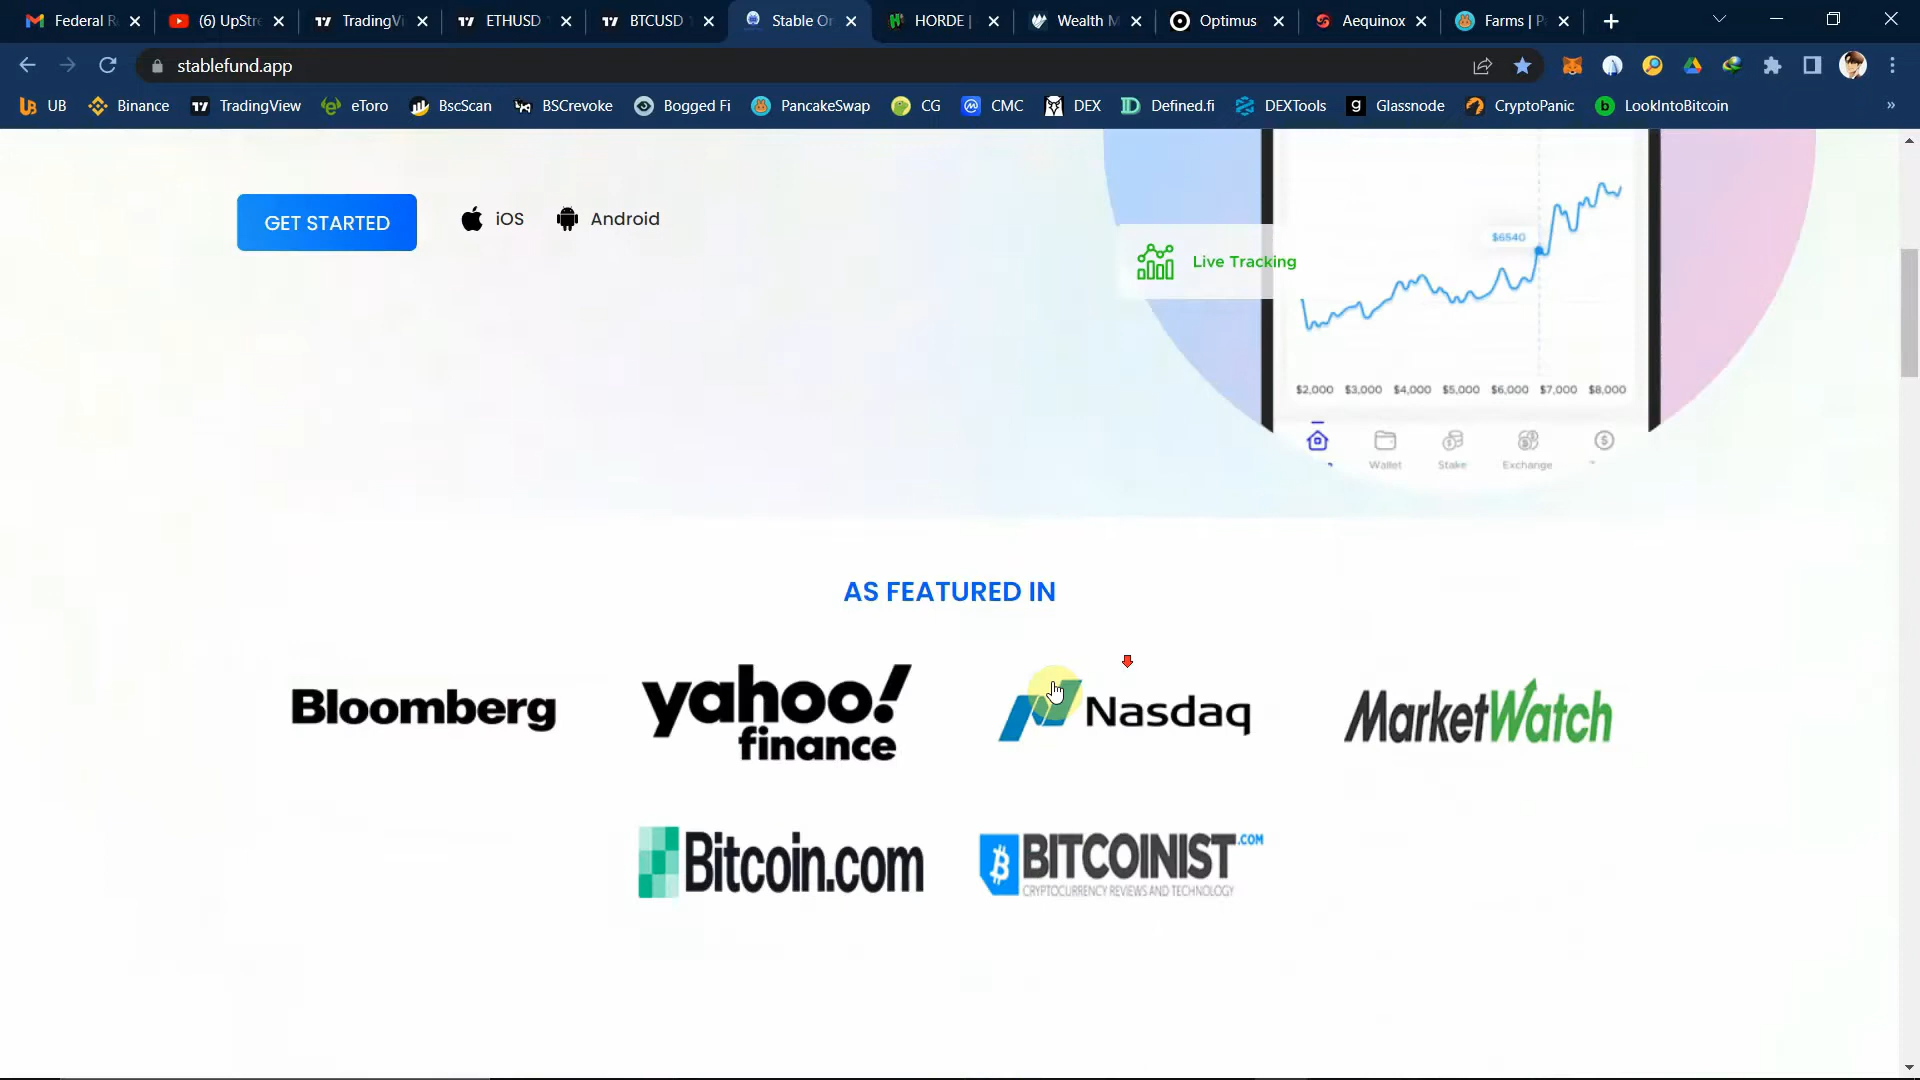 Federal R
(6) UpStre
TradingVi
ETHUSD
BTCUSD
Stable On
HORDE |
Wealth M
Optimus
Aequinox
Farms | P
stablefund.app
UB
Binance
TradingView
eToro
BscScan
BSCrevoke
Bogged Fi
PancakeSwap
CG
CMC
DEX
Defined.fi
DEXTools
Glassnode
CryptoPanic
LookIntoBitcoin
»
GET STARTED
iOS
Android
Live Tracking
$6540
$2,000 $3,000 $4,000 $5,000 $6,000 $7,000 $8,000
Wallet
Stake
Exchange
AS FEATURED IN
Bloomberg
yahoo!
finance
Nasdaq
MarketWatch
Bitcoin.com
BITCOINIST.COM
CRYPTOCURRENCY REVIEWS AND TECHNOLOGY